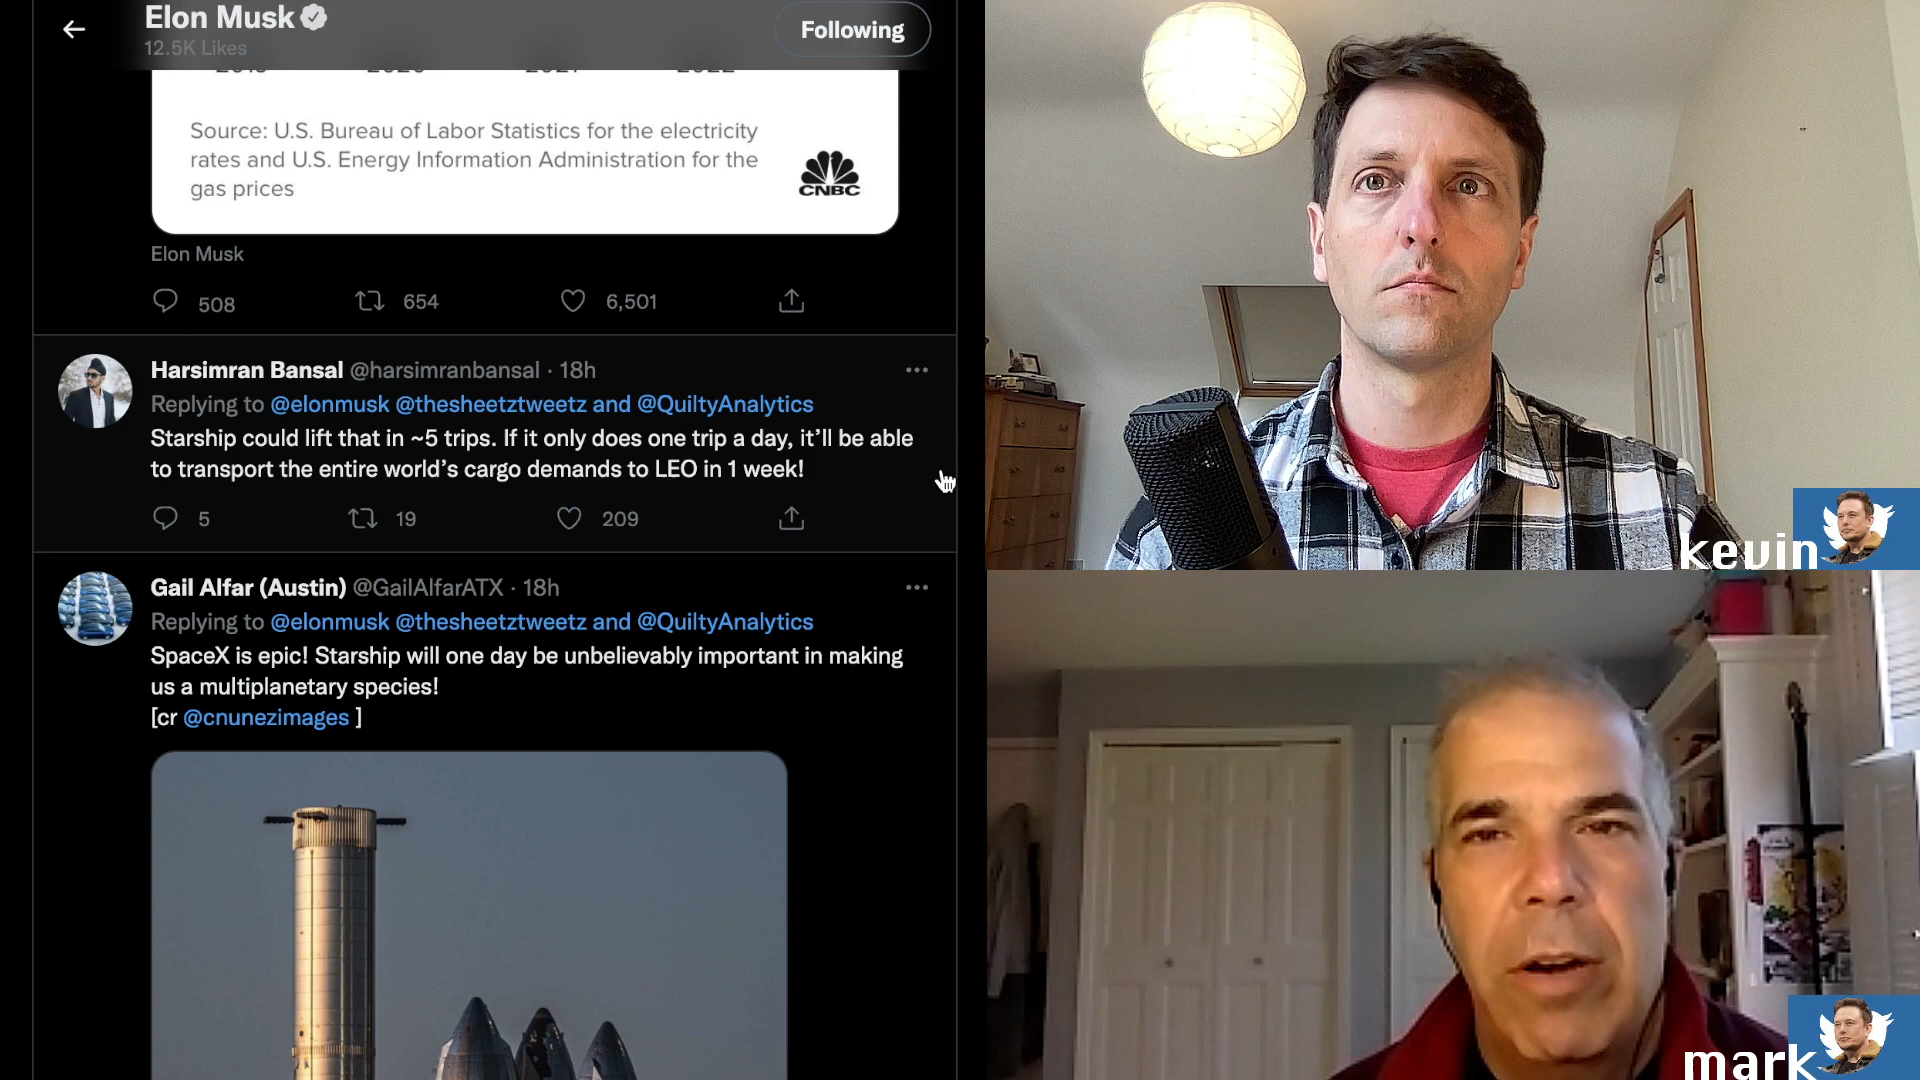 Elon Musk
12.5K Likes
Following
2019 2020 2021 2022
Source: U.S. Bureau of Labor Statistics for the electricity
rates and U.S. Energy Information Administration for the
gas prices
CNBC
Elon Musk
508 654 6,501
Harsimran Bansal @harsimranbansal · 18h
Replying to @elonmusk @thesheetztweetz and @QuiltyAnalytics
Starship could lift that in ~5 trips. If it only does one trip a day, it’ll be able
to transport the entire world’s cargo demands to LEO in 1 week!
5 19 209
Gail Alfar (Austin) @GailAlfarATX · 18h
Replying to @elonmusk @thesheetztweetz and @QuiltyAnalytics
SpaceX is epic! Starship will one day be unbelievably important in making
us a multiplanetary species!
[cr @cnunezimages ]
kevin
mark